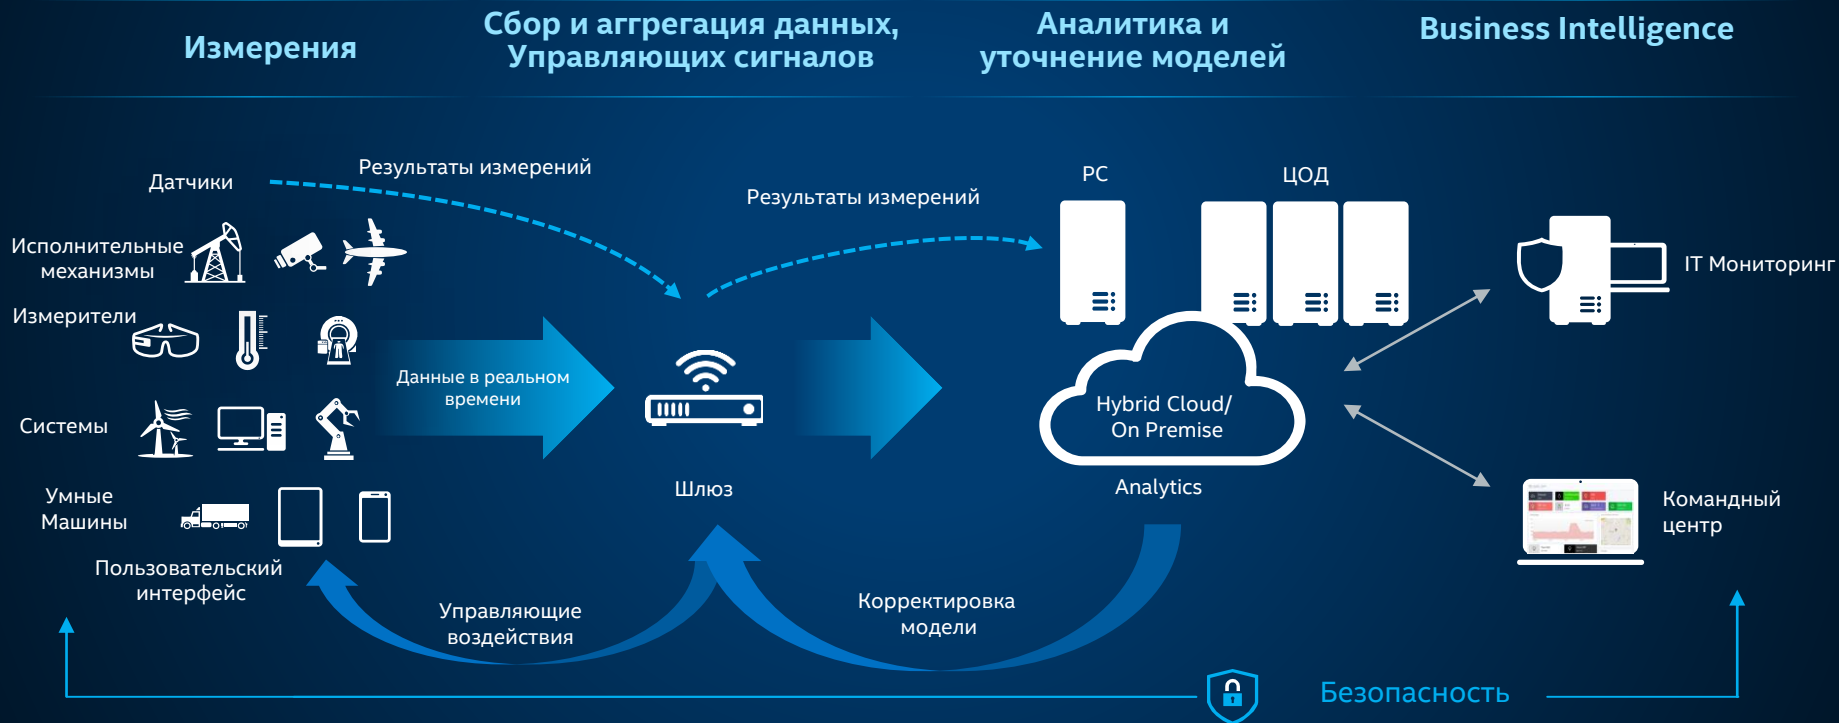 Измерения
Сбор и аггрегация данных,
Управляющих сигналов
Аналитика и
уточнение моделей
Business Intelligence
Датчики
Результаты измерений
Исполнительные
механизмы
Измерители
Системы
Умные
Машины
Пользовательский
интерфейс
Данные в реальном
времени
Шлюз
Управляющие
воздействия
Результаты измерений
PC
ЦОД
Hybrid Cloud/
On Premise
Analytics
Корректировка
модели
IT Мониторинг
Командный
центр
Безопасность